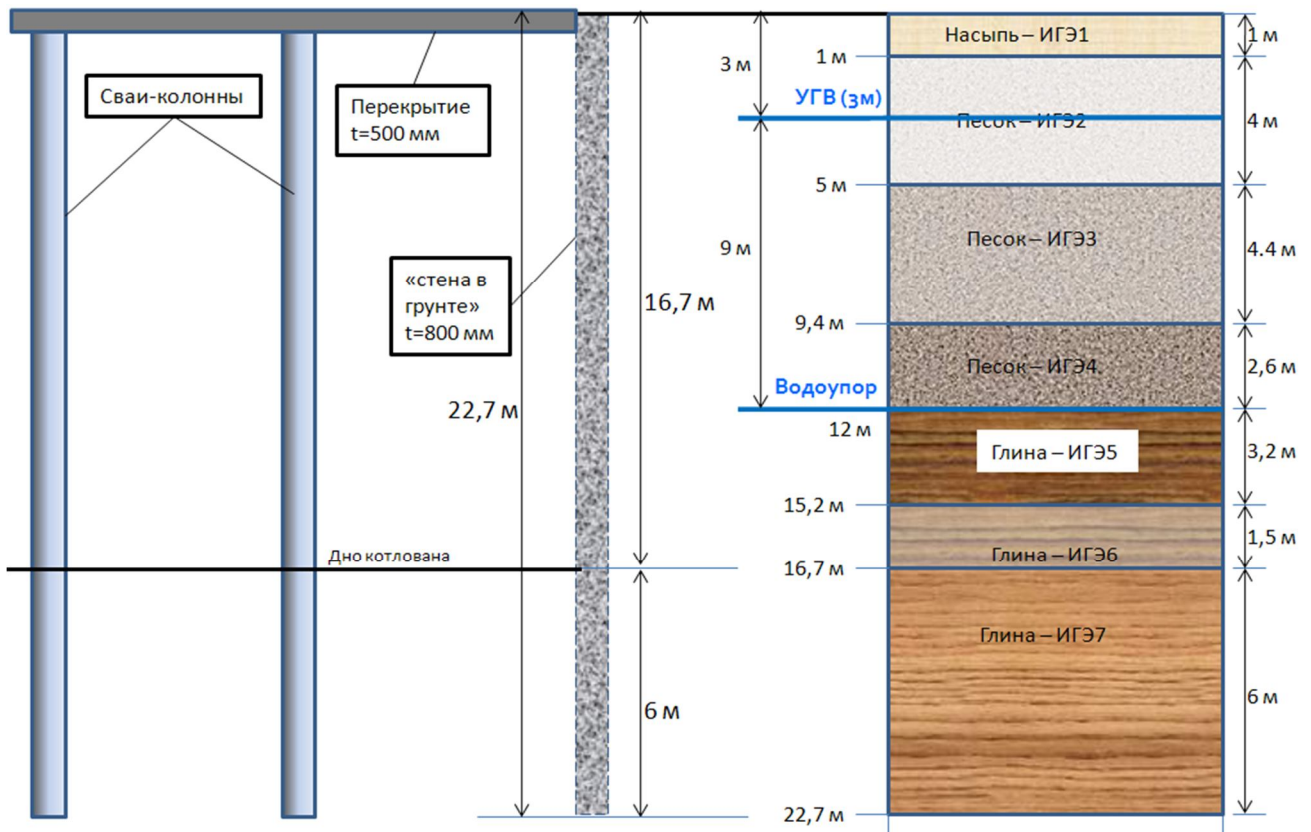 Сваи-колонны
Перекрытие
t=500 мм
«стена в
грунте»
t=800 мм
22,7 м
16,7 м
6 м
Дно котлована
3 м
9 м
1 м
УГВ (3м)
5 м
9,4 м
Водоупор
12 м
15,2 м
16,7 м
22,7 м
Насыпь – ИГЭ1
Песок – ИГЭ2
Песок – ИГЭ3
Песок – ИГЭ4.
Глина – ИГЭ5
Глина – ИГЭ6
Глина – ИГЭ7
1 м
4 м
4.4 м
2,6 м
3,2 м
1,5 м
6 м